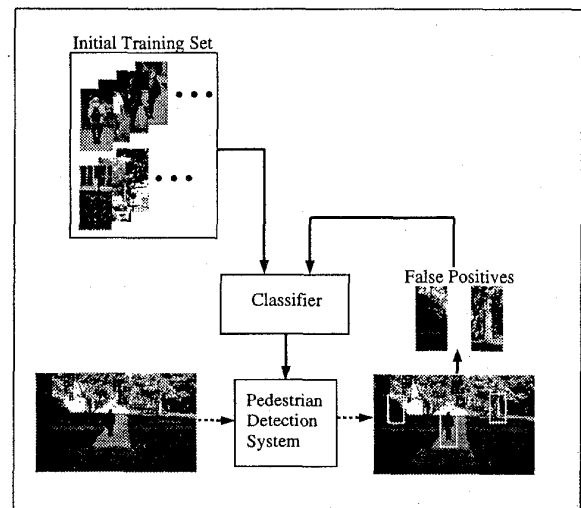 Initial Training Set
False Positives
Classifier
Pedestrian
Detection
System